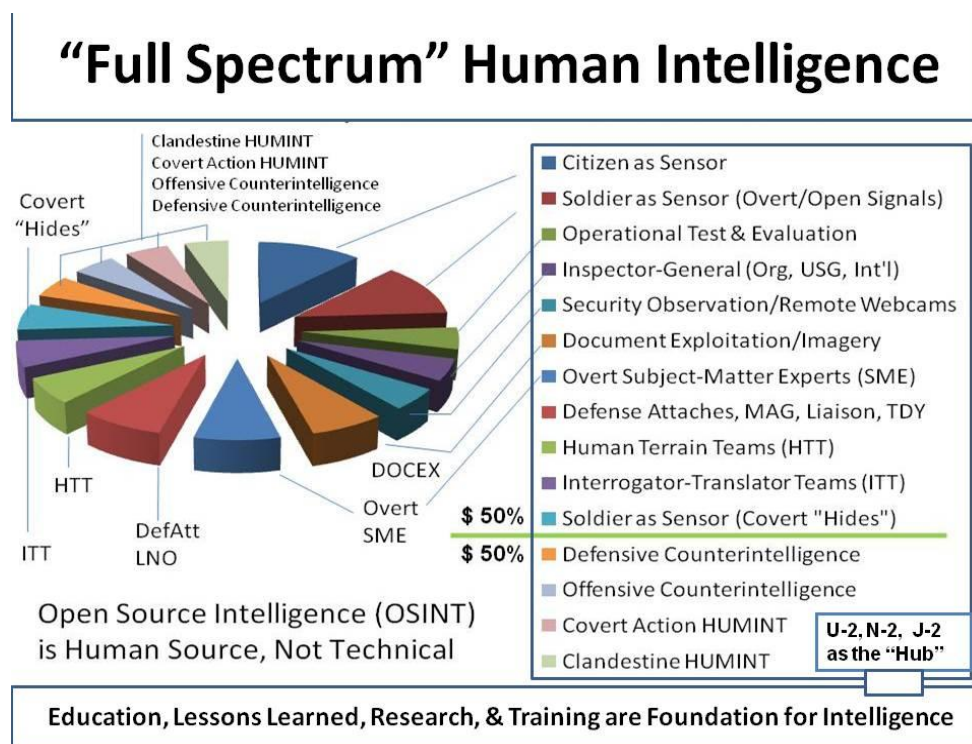 “Full Spectrum” Human Intelligence
Clandestine HUMINT
Covert Action HUMINT
Offensive Counterintelligence
Defensive Counterintelligence
Covert
“Hides”
HTT
ITT
DefAtt
LNO
Overt
SME
DOCEX
Citizen as Sensor
Soldier as Sensor (Overt/Open Signals)
Operational Test & Evaluation
Inspector-General (Org, USG, Int'l)
Security Observation/Remote Webcams
Document Exploitation/Imagery
Overt Subject-Matter Experts (SME)
Defense Attaches, MAG, Liaison, TDY
Human Terrain Teams (HTT)
Interrogator-Translator Teams (ITT)
$ 50% Soldier as Sensor (Covert "Hides")
$ 50% Defensive Counterintelligence
Offensive Counterintelligence
Covert Action HUMINT
Clandestine HUMINT
U-2, N-2, J-2
as the “Hub”
Open Source Intelligence (OSINT)
is Human Source, Not Technical
Education, Lessons Learned, Research, & Training are Foundation for Intelligence